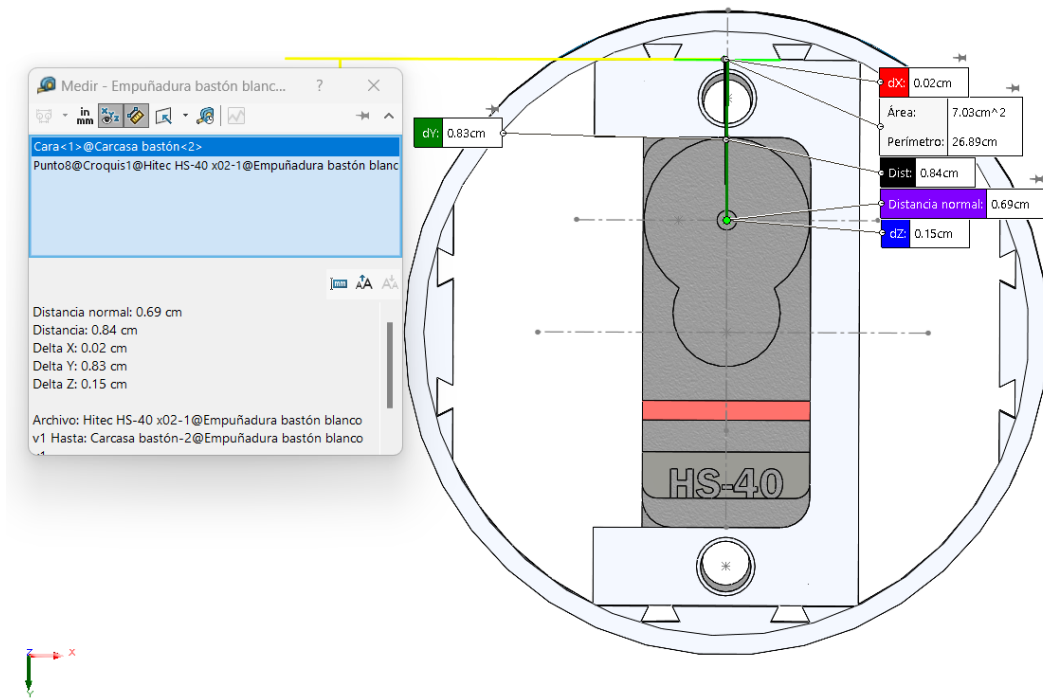 Medir - Empuñadura bastón blanc...
?
in
mm
XYZ
Cara<1>@Carcasa bastón<2>
Punto8@Croquis1@Hitec HS-40 x02-1@Empuñadura bastón blanc
mm
AA
AA
Distancia normal: 0.69 cm
Distancia: 0.84 cm
Delta X: 0.02 cm
Delta Y: 0.83 cm
Delta Z: 0.15 cm
Archivo: Hitec HS-40 x02-1@Empuñadura bastón blanco
v1 Hasta: Carcasa bastón-2@Empuñadura bastón blanco
dY: 0.83cm
dX: 0.02cm
Área: 7.03cm^2
Perímetro: 26.89cm
Dist: 0.84cm
Distancia normal: 0.69cm
dZ: 0.15cm
HS-40
Z X
Y